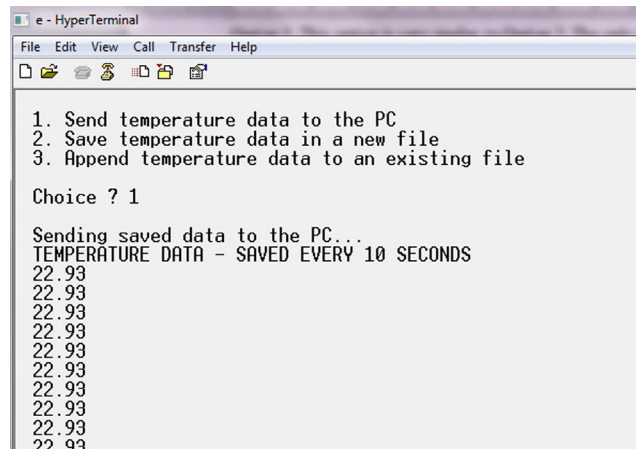 e - HyperTerminal
File Edit View Call Transfer Help
1. Send temperature data to the PC
2. Save temperature data in a new file
3. Append temperature data to an existing file
Choice ? 1
Sending saved data to the PC...
TEMPERATURE DATA - SAVED EVERY 10 SECONDS
22.93
22.93
22.93
22.93
22.93
22.93
22.93
22.93
22.93
22.93